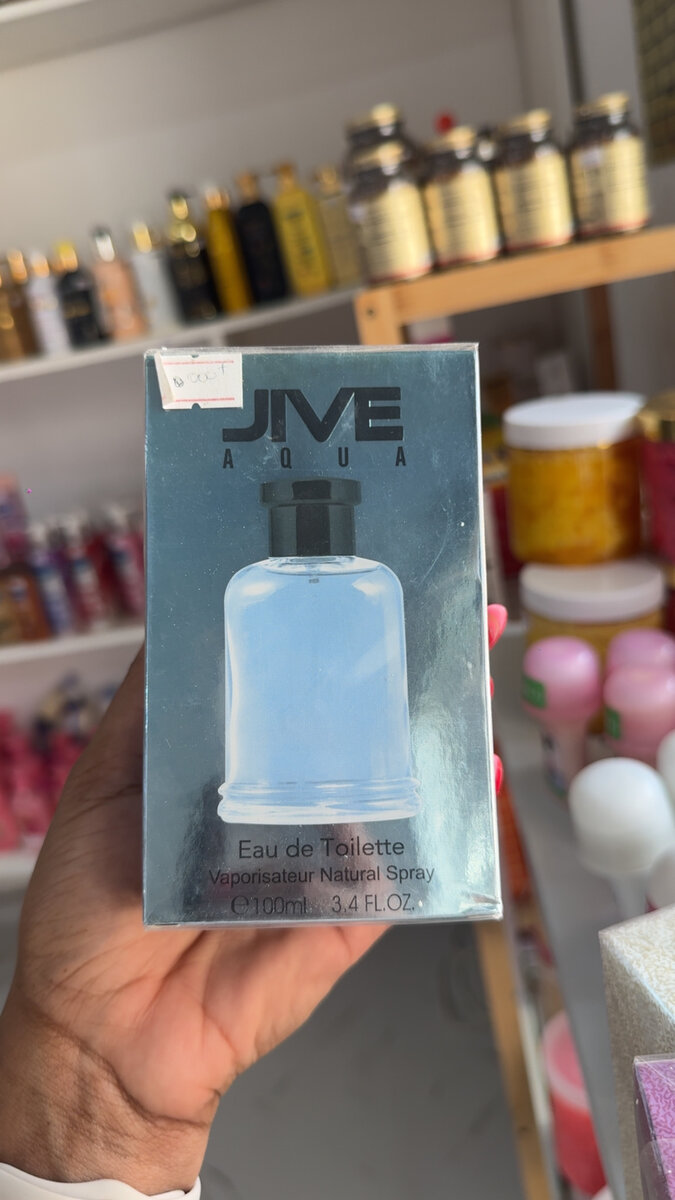 JIVE
AQUA
Eau de Toilette
Vaporisateur Natural Spray
℮100ml 3.4 FL.OZ.